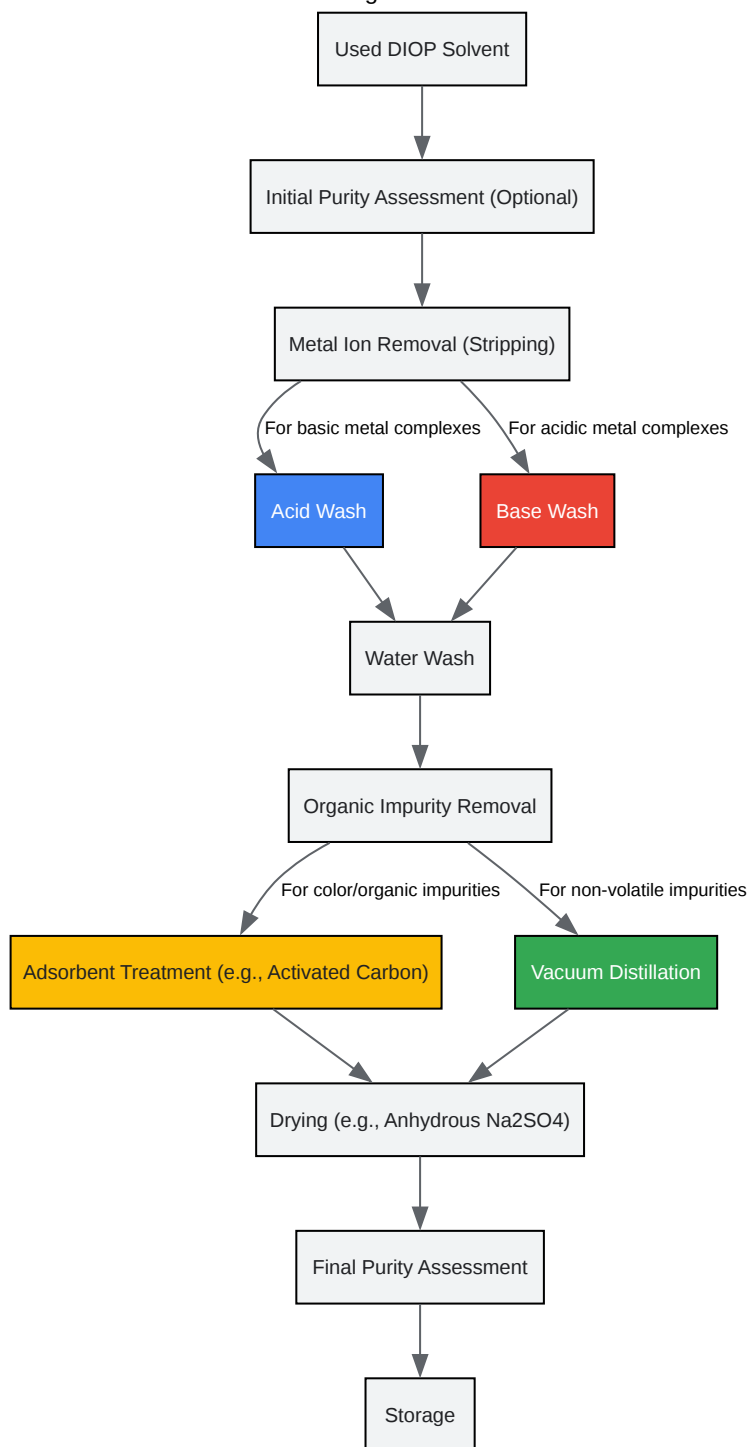 Used DIOP Solvent
Initial Purity Assessment (Optional)
Metal Ion Removal (Stripping)
For basic metal complexes
For acidic metal complexes
Acid Wash
Base Wash
Water Wash
Organic Impurity Removal
For color/organic impurities
For non-volatile impurities
Adsorbent Treatment (e.g., Activated Carbon)
Vacuum Distillation
Drying (e.g., Anhydrous Na2SO4)
Final Purity Assessment
Storage